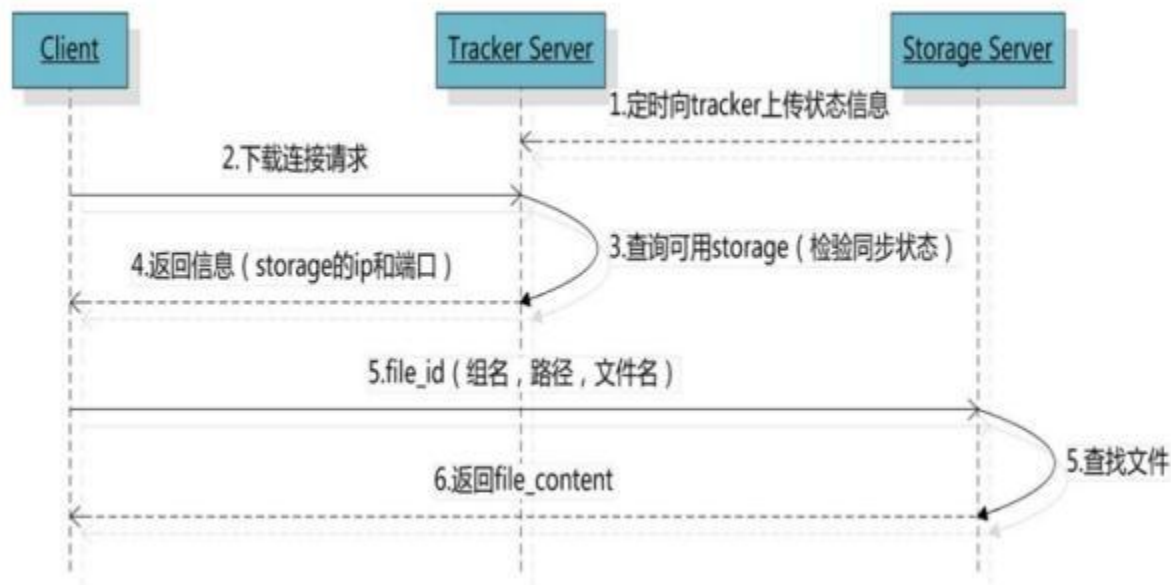 Client
Tracker Server
Storage Server
1.定时向tracker上传状态信息
2.下载连接请求
3.查询可用storage（检验同步状态）
4.返回信息（storage的ip和端口）
5.file_id（组名，路径，文件名）
5.查找文件
6.返回file_content